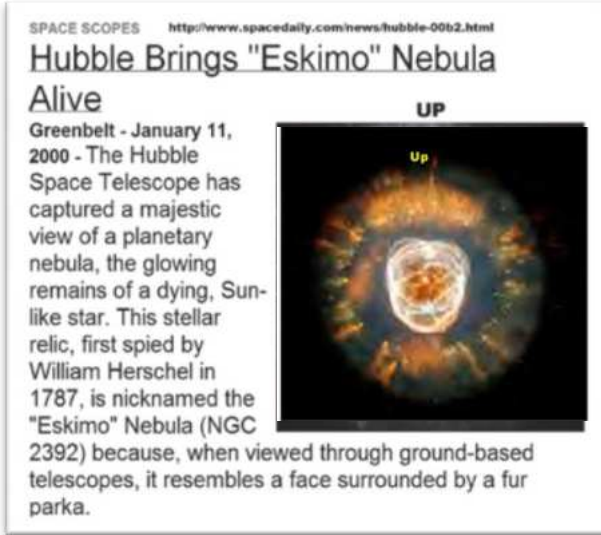 SPACE SCOPES http://www.spacedaily.com/news/hubble-00b2.html
Hubble Brings "Eskimo" Nebula
Alive
UP
Up
Greenbelt - January 11,
2000 - The Hubble
Space Telescope has
captured a majestic
view of a planetary
nebula, the glowing
remains of a dying, Sun-
like star. This stellar
relic, first spied by
William Herschel in
1787, is nicknamed the
"Eskimo" Nebula (NGC
2392) because, when viewed through ground-based
telescopes, it resembles a face surrounded by a fur
parka.